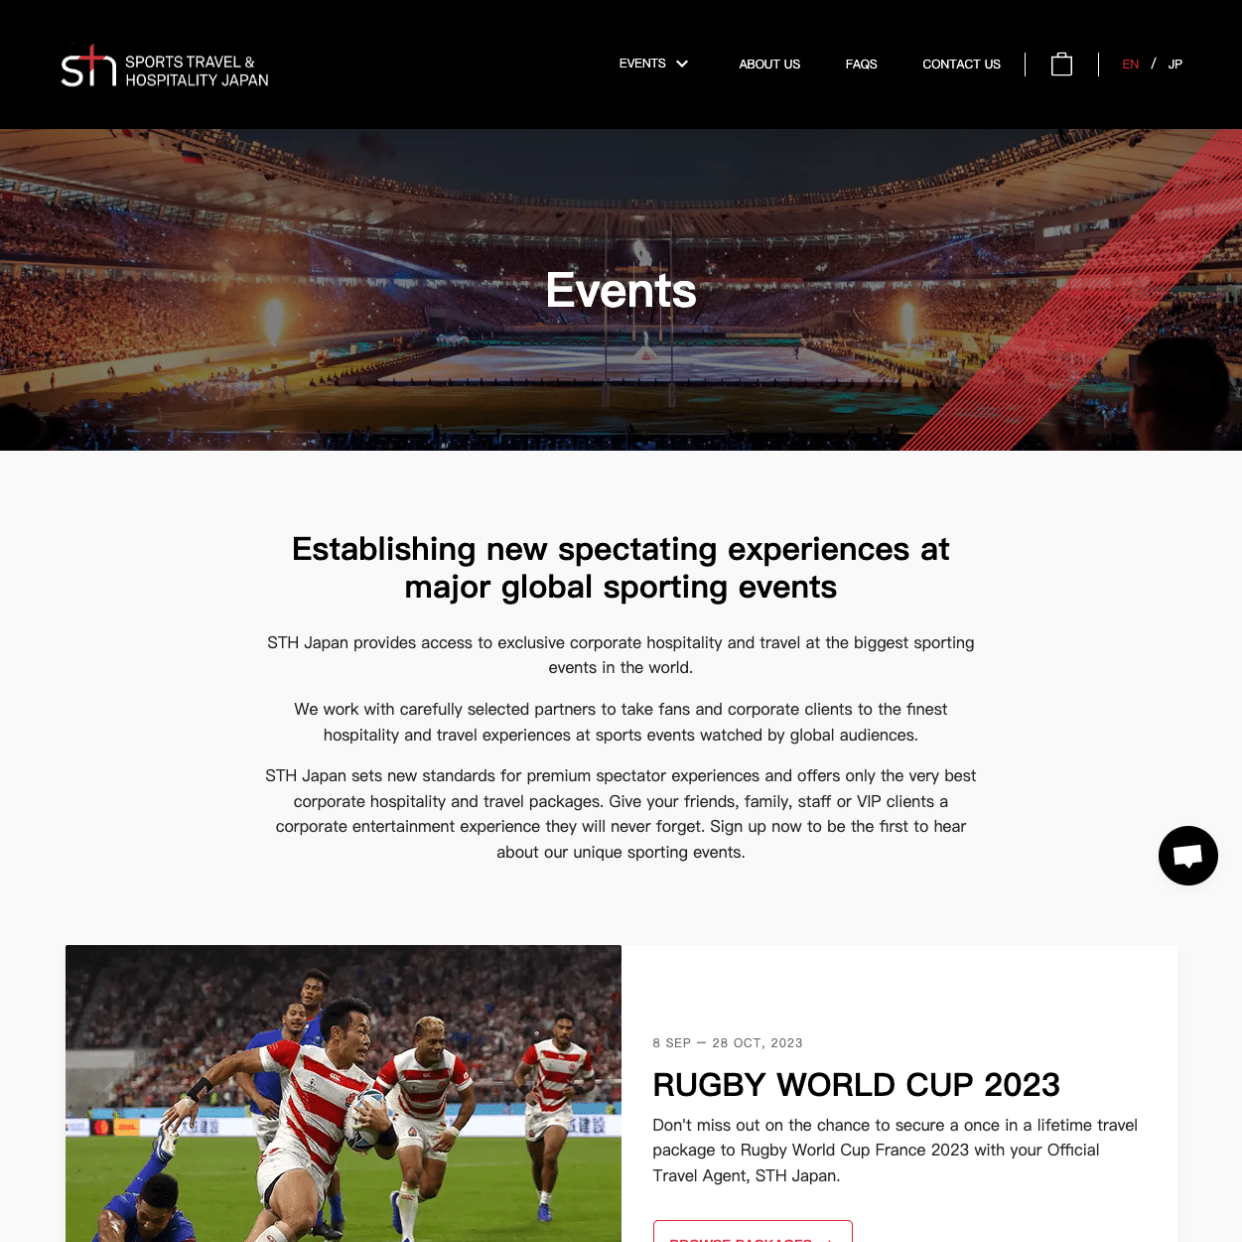 sth SPORTS TRAVEL &
HOSPITALITY JAPAN
EVENTS ABOUT US FAQS CONTACT US EN / JP
Events
Establishing new spectating experiences at
major global sporting events
STH Japan provides access to exclusive corporate hospitality and travel at the biggest sporting
events in the world.
We work with carefully selected partners to take fans and corporate clients to the finest
hospitality and travel experiences at sports events watched by global audiences.
STH Japan sets new standards for premium spectator experiences and offers only the very best
corporate hospitality and travel packages. Give your friends, family, staff or VIP clients a
corporate entertainment experience they will never forget. Sign up now to be the first to hear
about our unique sporting events.
8 SEP – 28 OCT, 2023
RUGBY WORLD CUP 2023
Don't miss out on the chance to secure a once in a lifetime travel
package to Rugby World Cup France 2023 with your Official
Travel Agent, STH Japan.
BROWSE PACKAGES